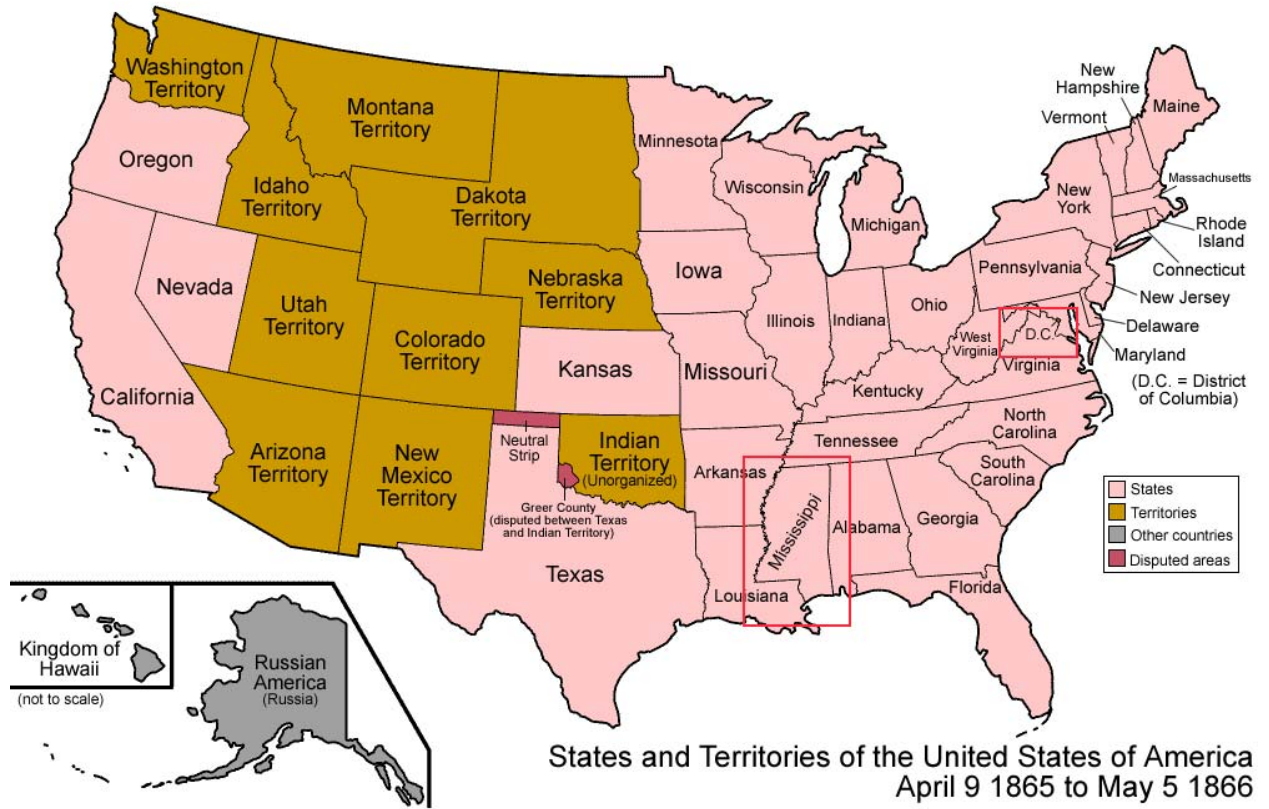 Washington
Territory
Montana
Territory
Oregon
Idaho
Territory
Dakota
Territory
Minnesota
Wisconsin
Michigan
New
Hampshire
Vermont
Maine
Massachusetts
New
York
Rhode
Island
Connecticut
Nevada
Utah
Territory
Colorado
Territory
Nebraska
Territory
Iowa
Illinois
Indiana
Ohio
Pennsylvania
New Jersey
Delaware
Maryland
(D.C. = District
of Columbia)
D.C.
West
Virginia
Virginia
California
Kansas
Missouri
Kentucky
Arizona
Territory
New
Mexico
Territory
Neutral
Strip
Indian
Territory
(Unorganized)
Greer County
(disputed between Texas
and Indian Territory)
Arkansas
Tennessee
North
Carolina
South
Carolina
Texas
Louisiana
Mississippi
Alabama
Georgia
Florida
States
Territories
Other countries
Disputed areas
Kingdom of
Hawaii
(not to scale)
Russian
America
(Russia)
States and Territories of the United States of America
April 9 1865 to May 5 1866